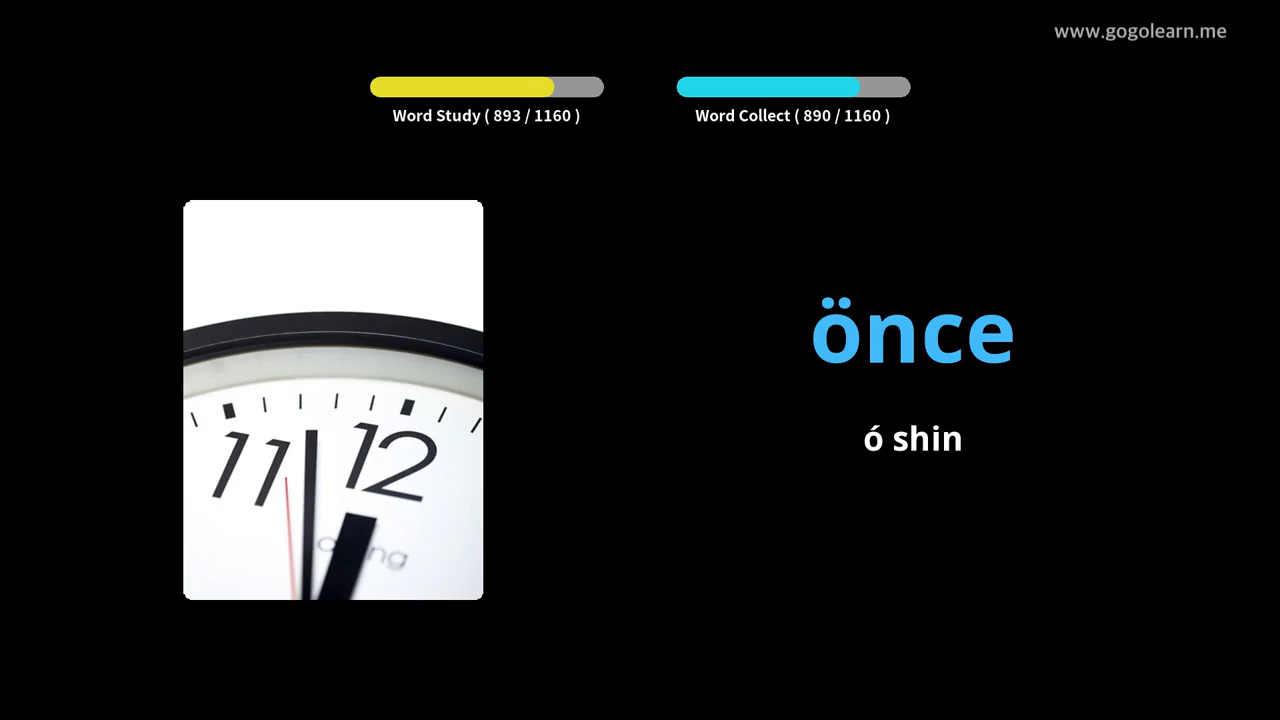 www.gogolearn.me
Word Study ( 893 / 1160 )
Word Collect ( 890 / 1160 )
11
12
önce
ó shin